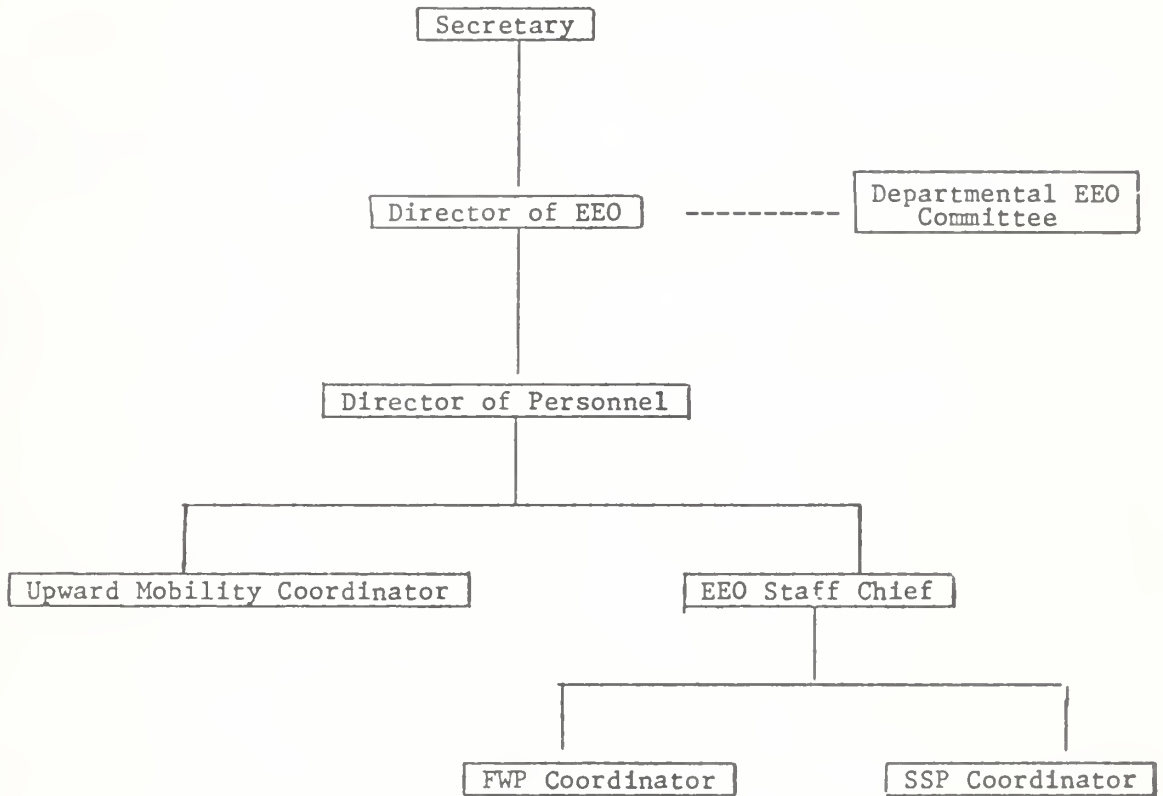 Secretary
Director of EEO
Departmental EEO
Committee
Director of Personnel
Upward Mobility Coordinator
EEO Staff Chief
FWP Coordinator
SSP Coordinator